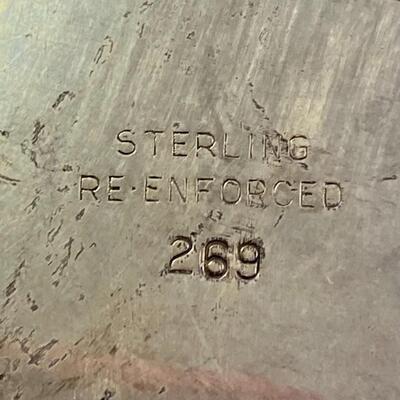 STERLING
RE·ENFORCED
269